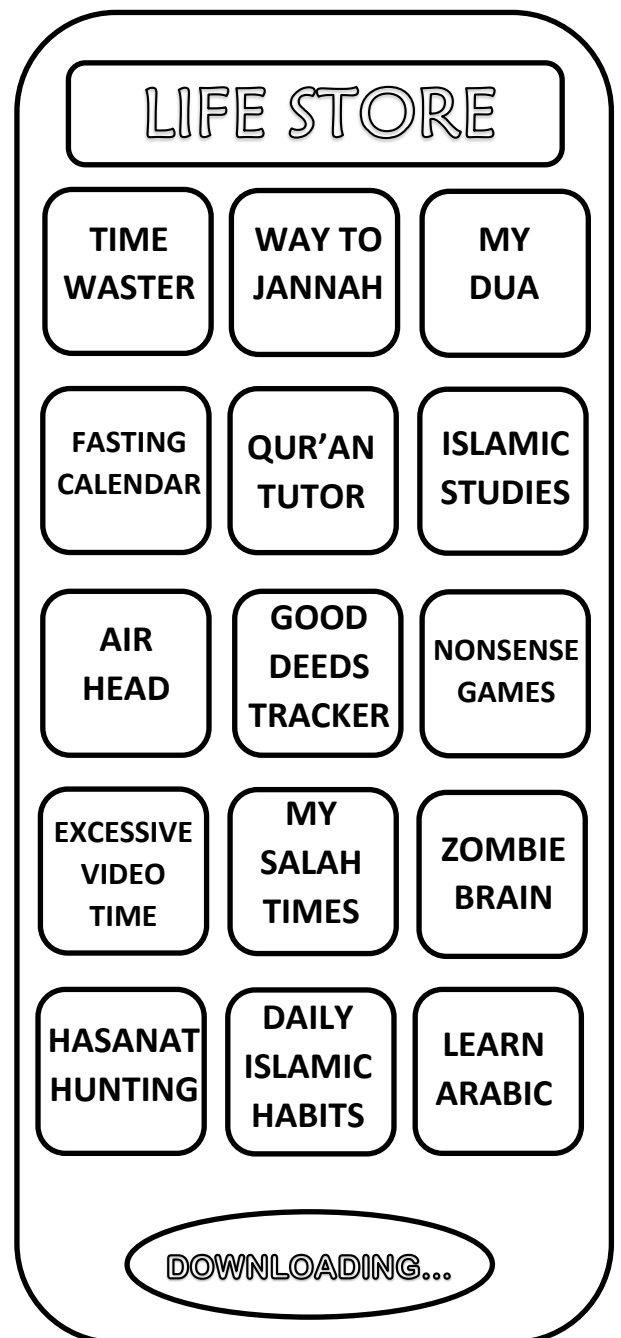 LIFE STORE
TIME
WASTER
WAY TO
JANNAH
MY
DUA
FASTING
CALENDAR
QUR’AN
TUTOR
ISLAMIC
STUDIES
AIR
HEAD
GOOD
DEEDS
TRACKER
NONSENSE
GAMES
EXCESSIVE
VIDEO
TIME
MY
SALAH
TIMES
ZOMBIE
BRAIN
HASANAT
HUNTING
DAILY
ISLAMIC
HABITS
LEARN
ARABIC
DOWNLOADING...